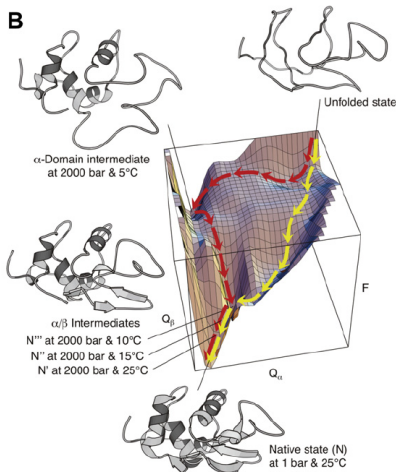 B
Unfolded state
α-Domain intermediate
at 2000 bar & 5°C
α/β Intermediates
N''' at 2000 bar & 10°C
N'' at 2000 bar & 15°C
N' at 2000 bar & 25°C
Qβ
F
Qα
Native state (N)
at 1 bar & 25°C